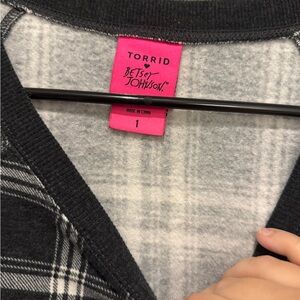 TORRID
BETSEY
JOHNSON
MADE IN CHINA
1